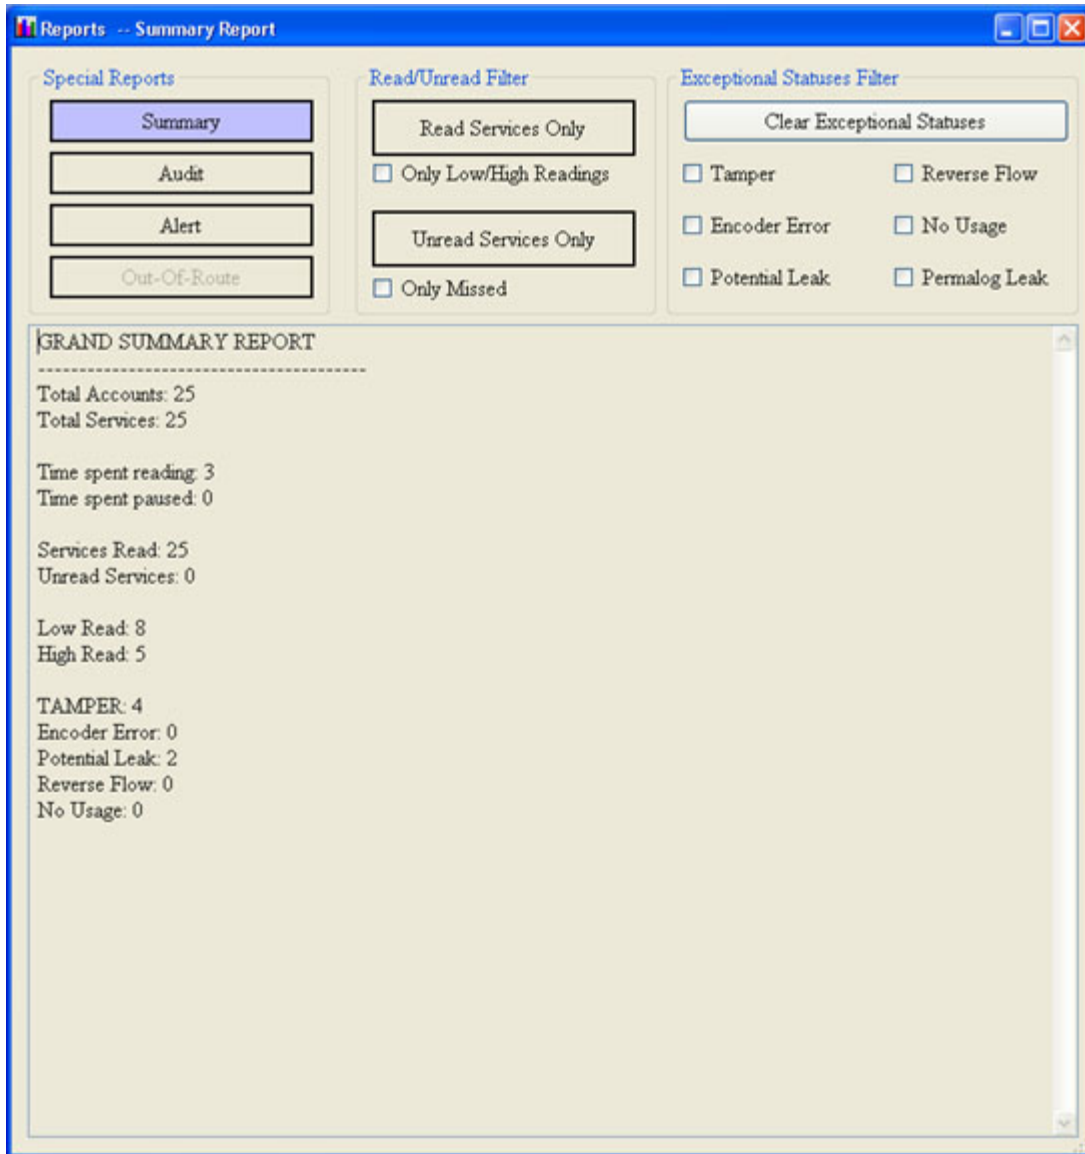 Reports -- Summary Report
Special Reports
Summary
Audit
Alert
Out-Of-Route
Read/Unread Filter
Read Services Only
Only Low/High Readings
Unread Services Only
Only Missed
Exceptional Statuses Filter
Clear Exceptional Statuses
Tamper
Reverse Flow
Encoder Error
No Usage
Potential Leak
Permalog Leak
GRAND SUMMARY REPORT
----------------------------------------
Total Accounts: 25
Total Services: 25
Time spent reading: 3
Time spent paused: 0
Services Read: 25
Unread Services: 0
Low Read: 8
High Read: 5
TAMPER: 4
Encoder Error: 0
Potential Leak: 2
Reverse Flow: 0
No Usage: 0